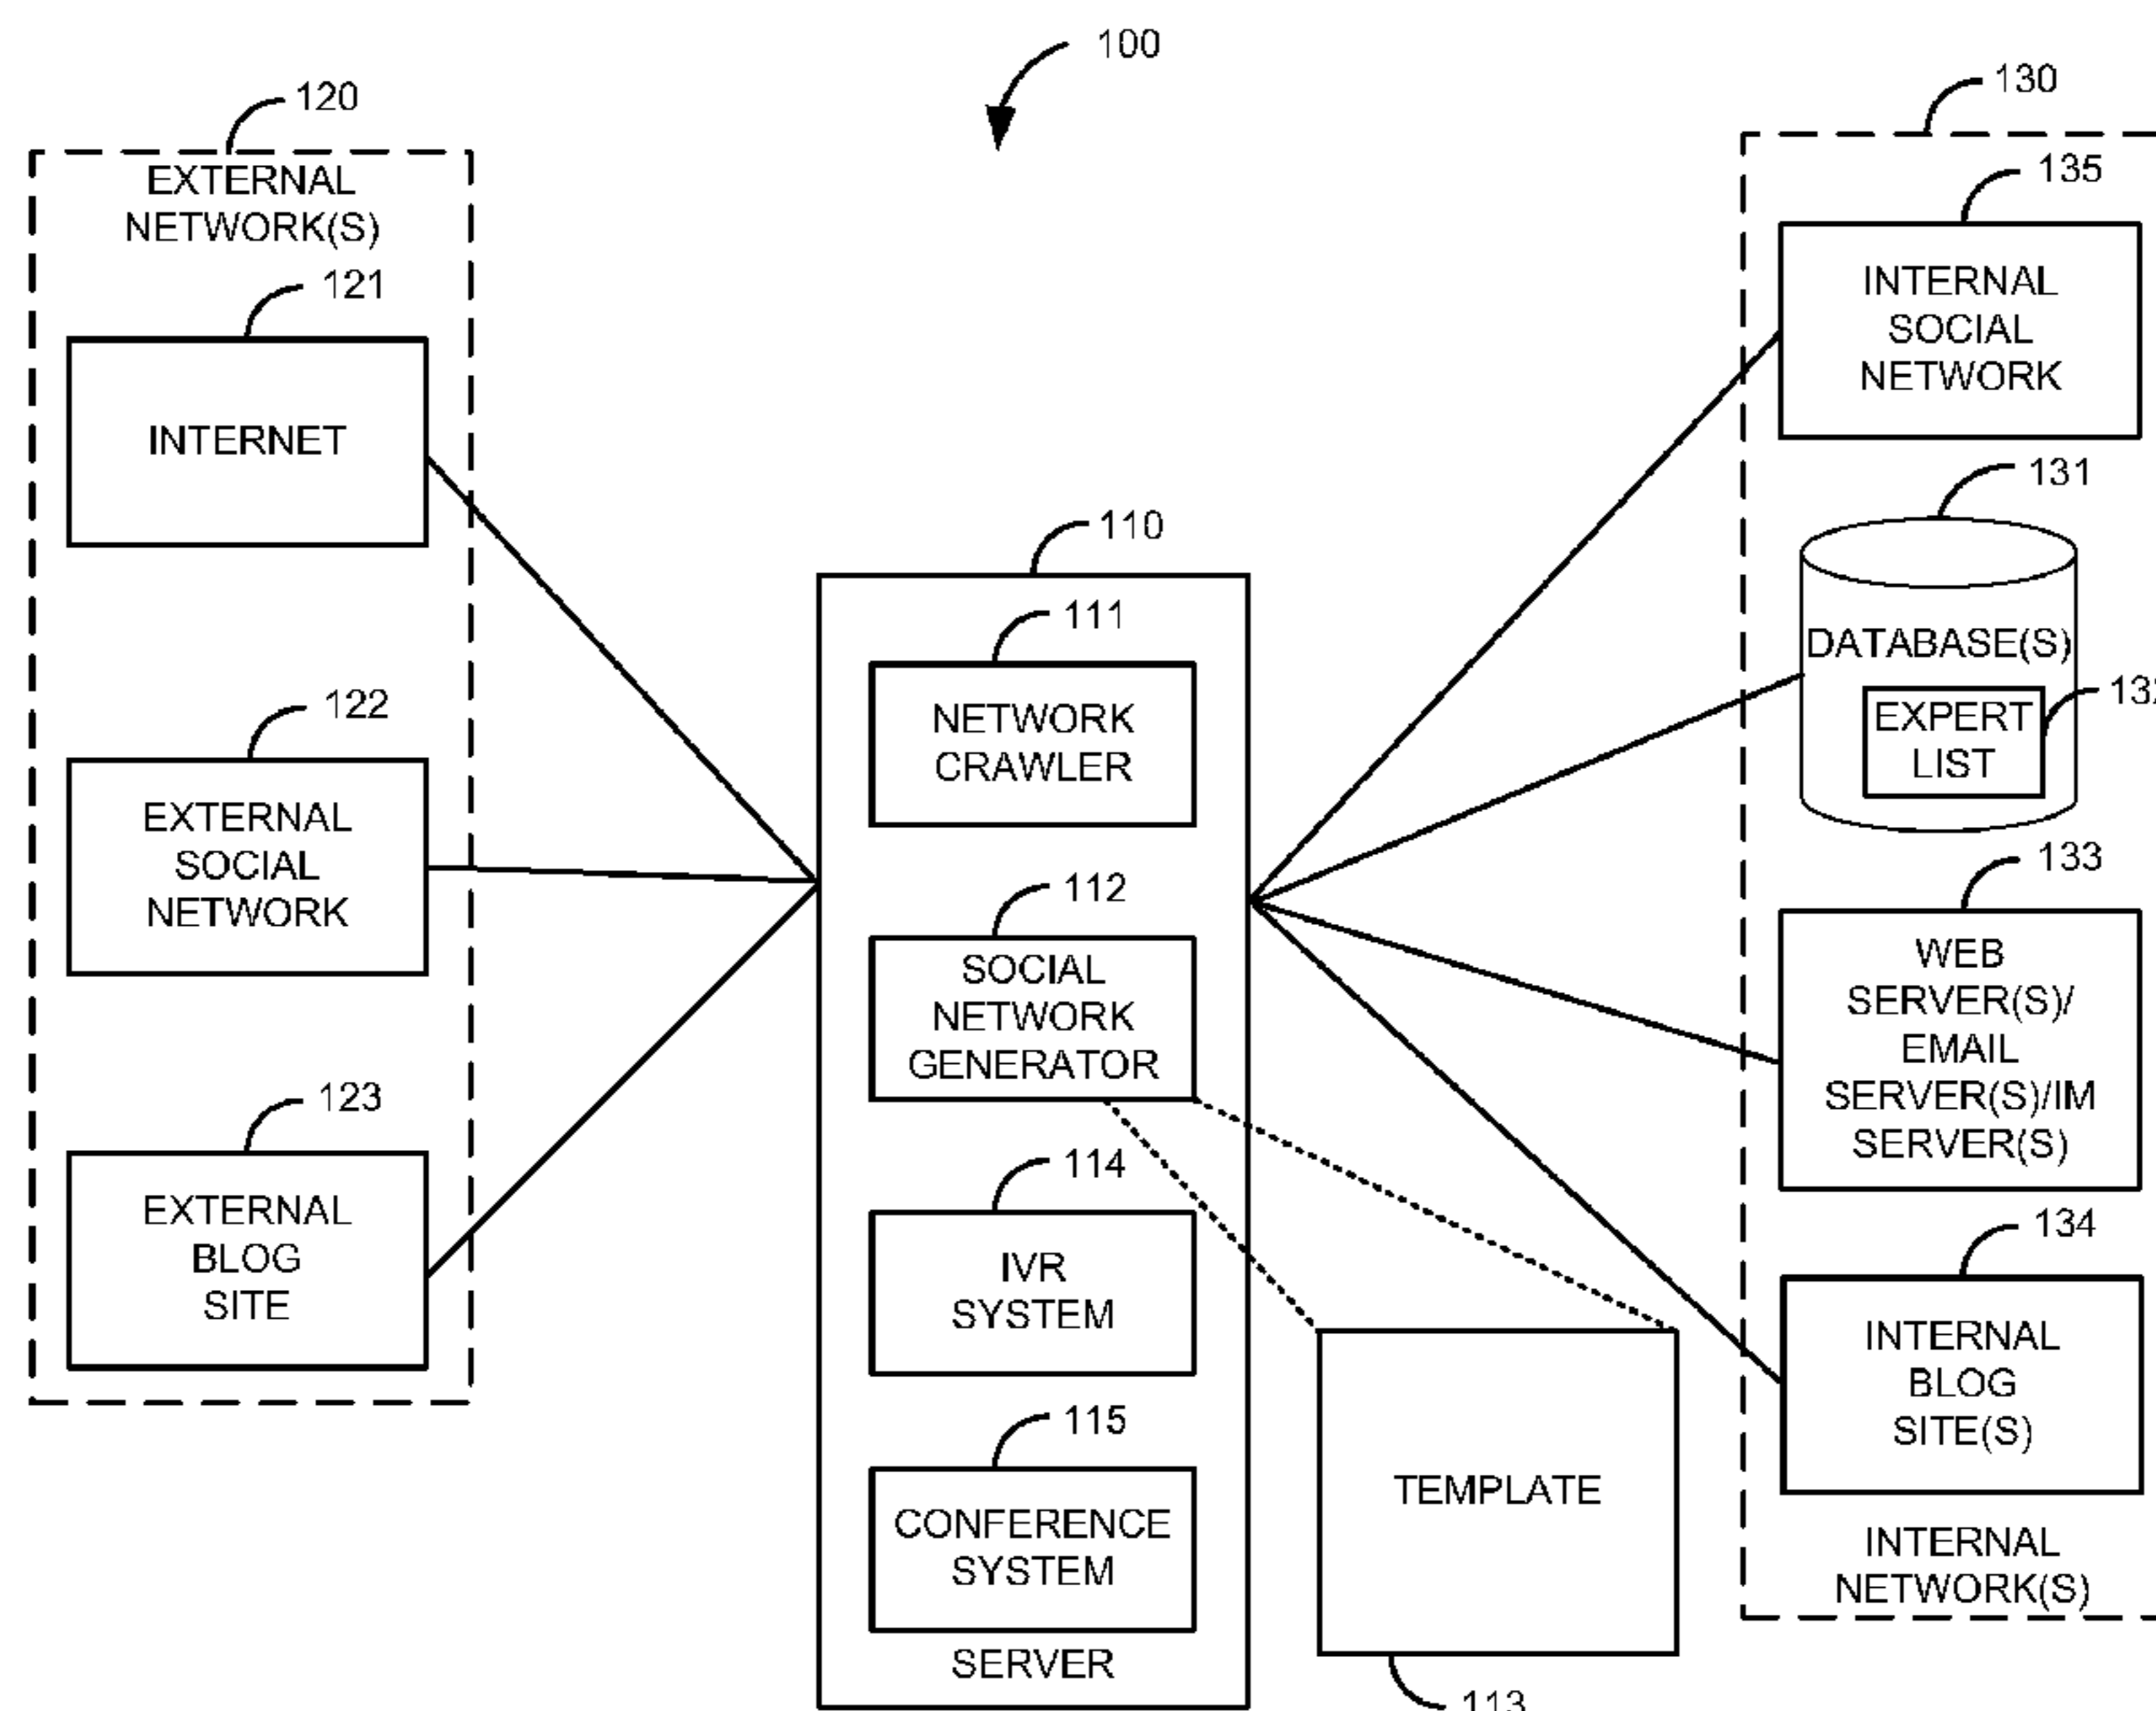 100
120
EXTERNAL
NETWORK(S)
121
INTERNET
122
EXTERNAL
SOCIAL
NETWORK
123
EXTERNAL
BLOG
SITE
110
111
NETWORK
CRAWLER
112
SOCIAL
NETWORK
GENERATOR
114
IVR
SYSTEM
115
CONFERENCE
SYSTEM
SERVER
TEMPLATE
113
130
135
INTERNAL
SOCIAL
NETWORK
131
DATABASE(S)
132
EXPERT
LIST
133
WEB
SERVER(S)/
EMAIL
SERVER(S)/IM
SERVER(S)
134
INTERNAL
BLOG
SITE(S)
INTERNAL
NETWORK(S)